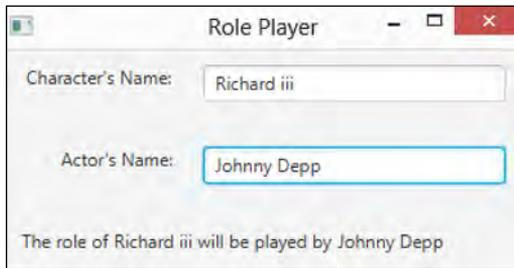 Role Player
Character's Name:
Richard iii
Actor's Name:
Johnny Depp
The role of Richard iii will be played by Johnny Depp